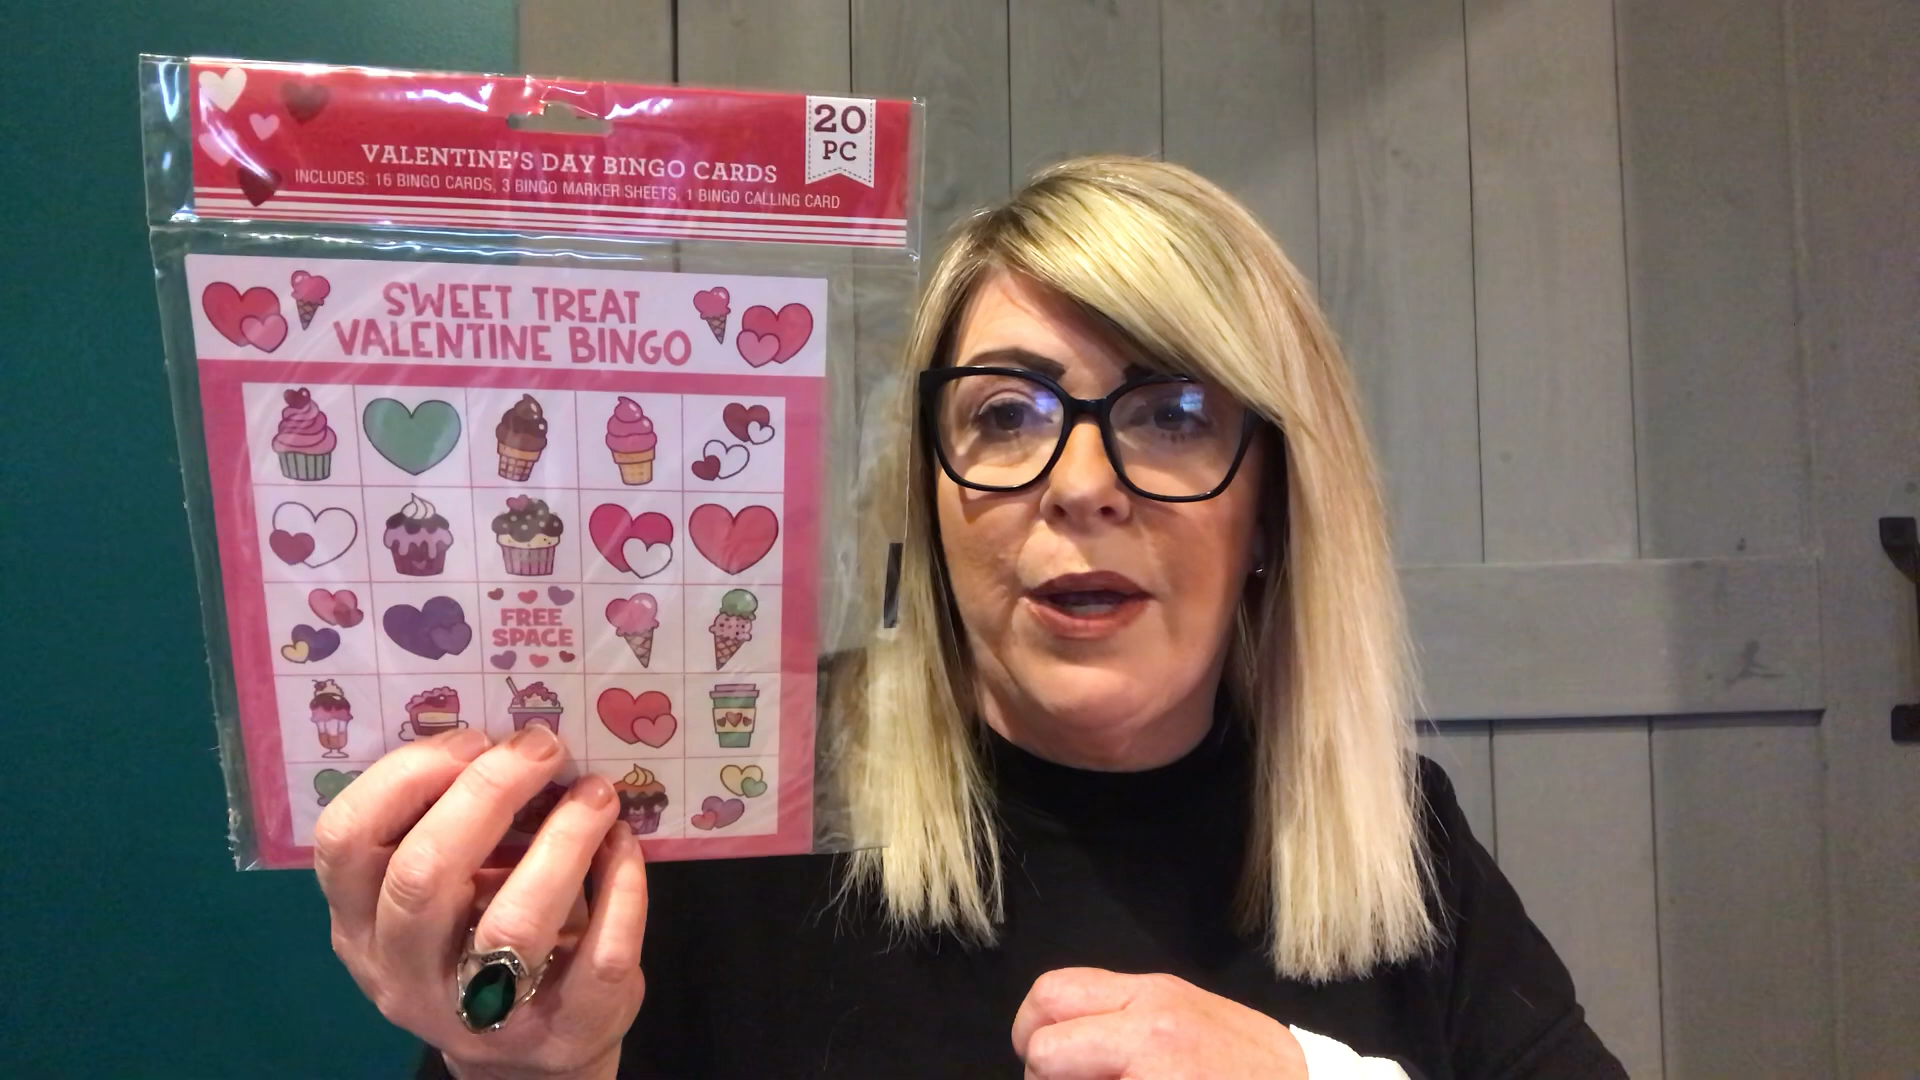 20
PC
VALENTINE'S DAY BINGO CARDS
INCLUDES: 16 BINGO CARDS, 3 BINGO MARKER SHEETS, 1 BINGO CALLING CARD
SWEET TREAT
VALENTINE BINGO
FREE
SPACE